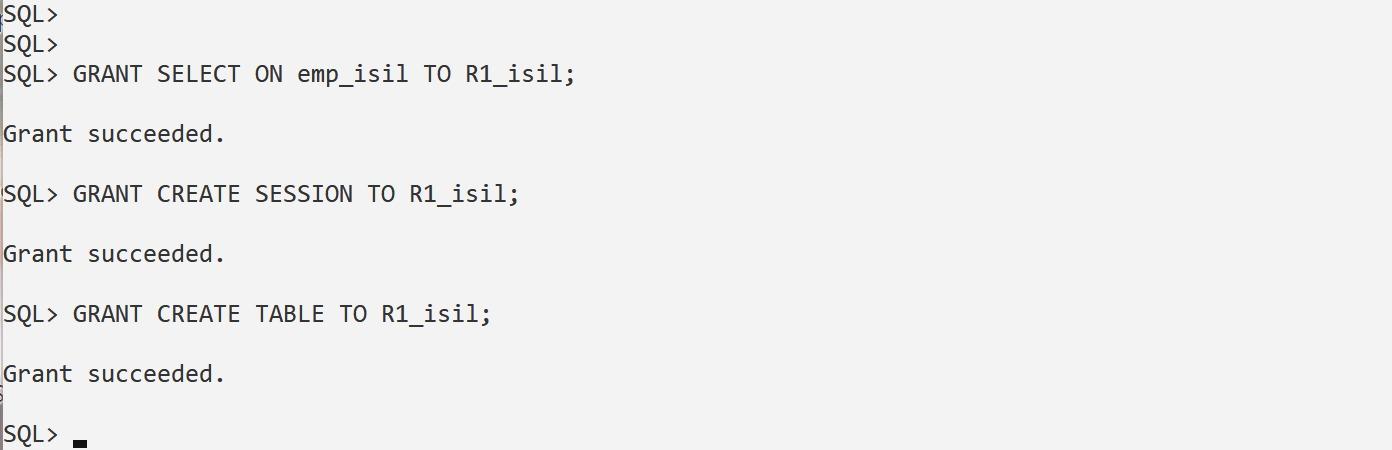 SQL>
SQL>
SQL> GRANT SELECT ON emp_isil TO R1_isil;
Grant succeeded.
SQL> GRANT CREATE SESSION TO R1_isil;
Grant succeeded.
SQL> GRANT CREATE TABLE TO R1_isil;
Grant succeeded.
SQL>